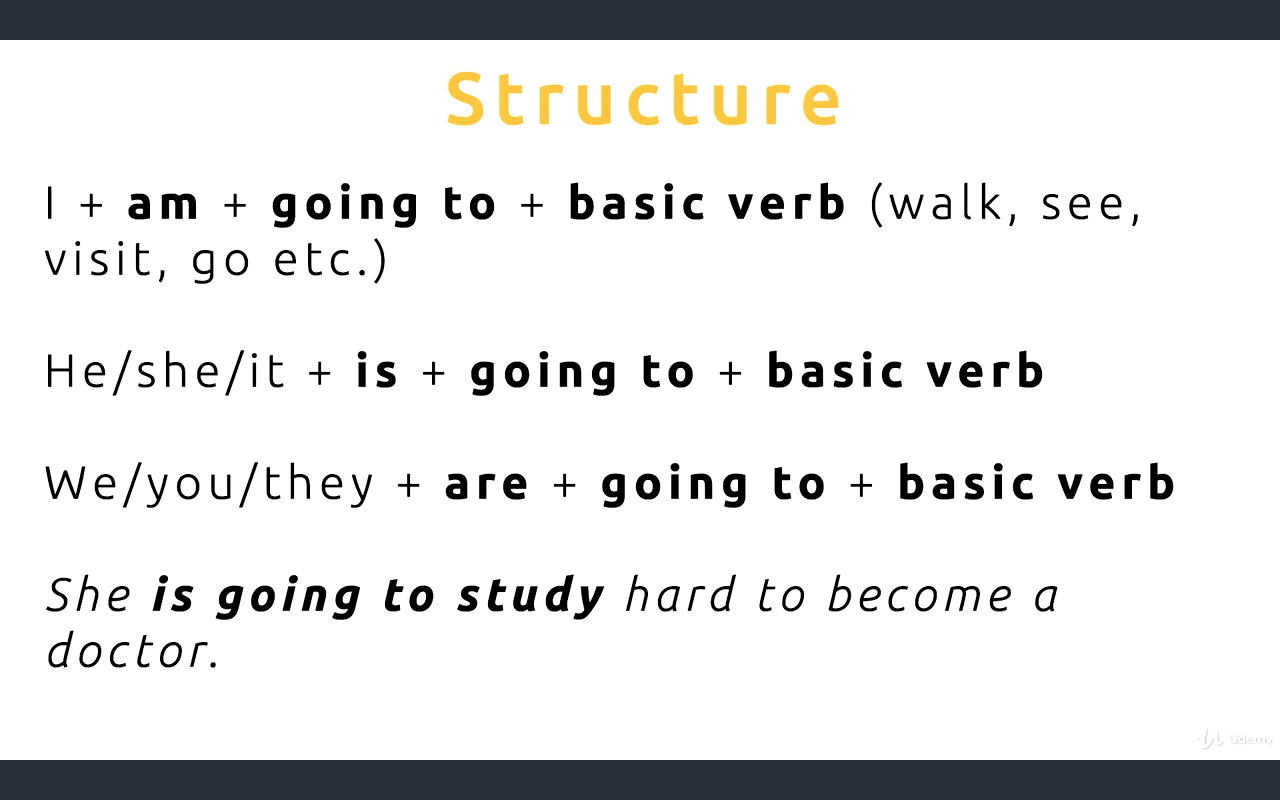 Structure
I + am + going to + basic verb (walk, see,
visit, go etc.)
He/she/it + is + going to + basic verb
We/you/they + are + going to + basic verb
She is going to study hard to become a
doctor.
Udemy